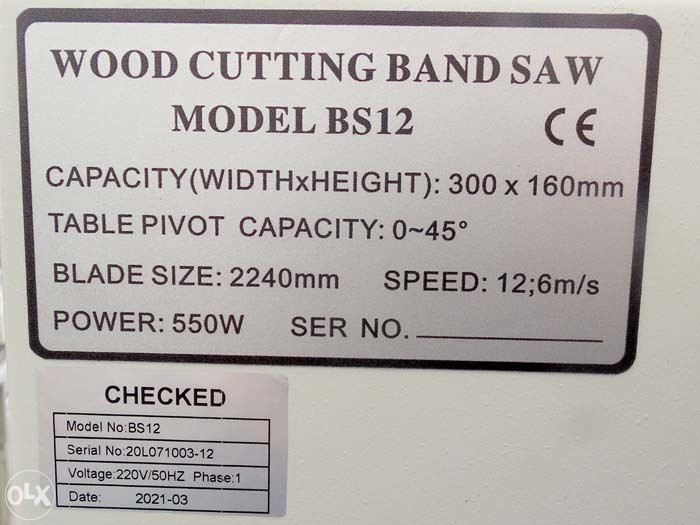 WOOD CUTTING BAND SAW
MODEL BS12 CE
CAPACITY(WIDTHxHEIGHT): 300 x 160mm
TABLE PIVOT CAPACITY: 0~45°
BLADE SIZE: 2240mm SPEED: 12;6m/s
POWER: 550W SER NO. ____________
CHECKED
Model No:BS12
Serial No:20L071003-12
Voltage:220V/50HZ Phase:1
Date: 2021-03
OLX